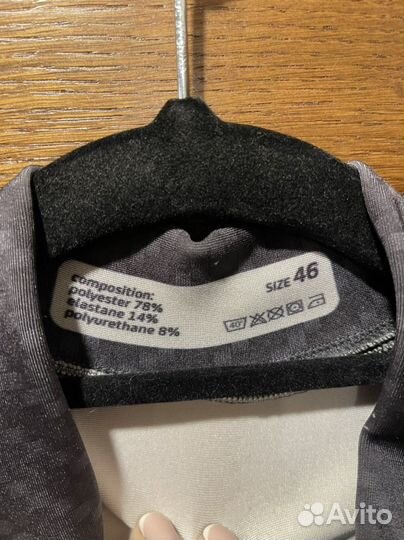 composition:
polyester 78%
elastane 14%
polyurethane 8%
SIZE 46
40°
Avito